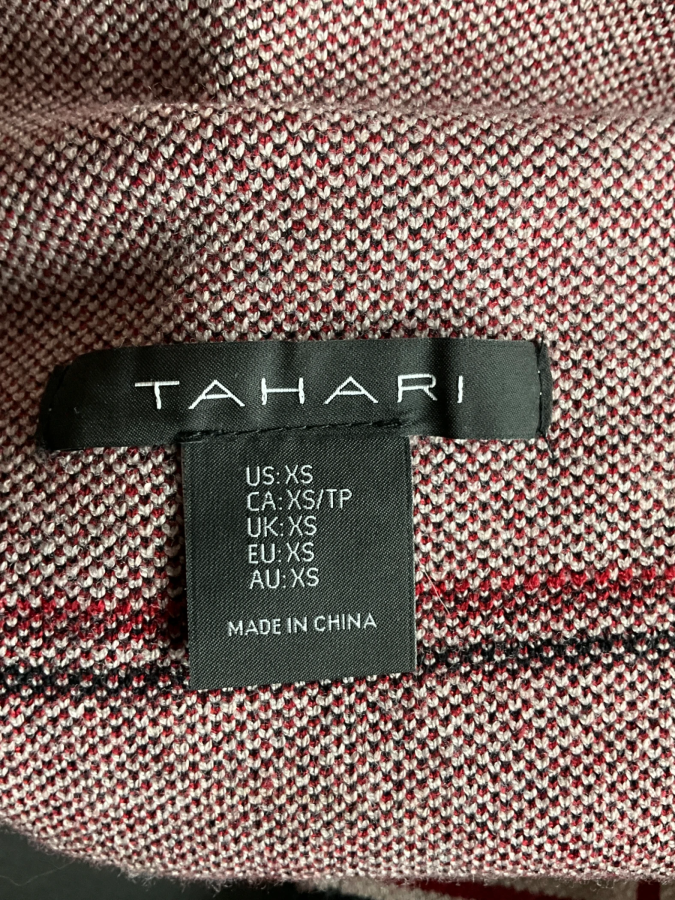 TAHARI
US: XS
CA: XS/TP
UK: XS
EU: XS
AU: XS
MADE IN CHINA